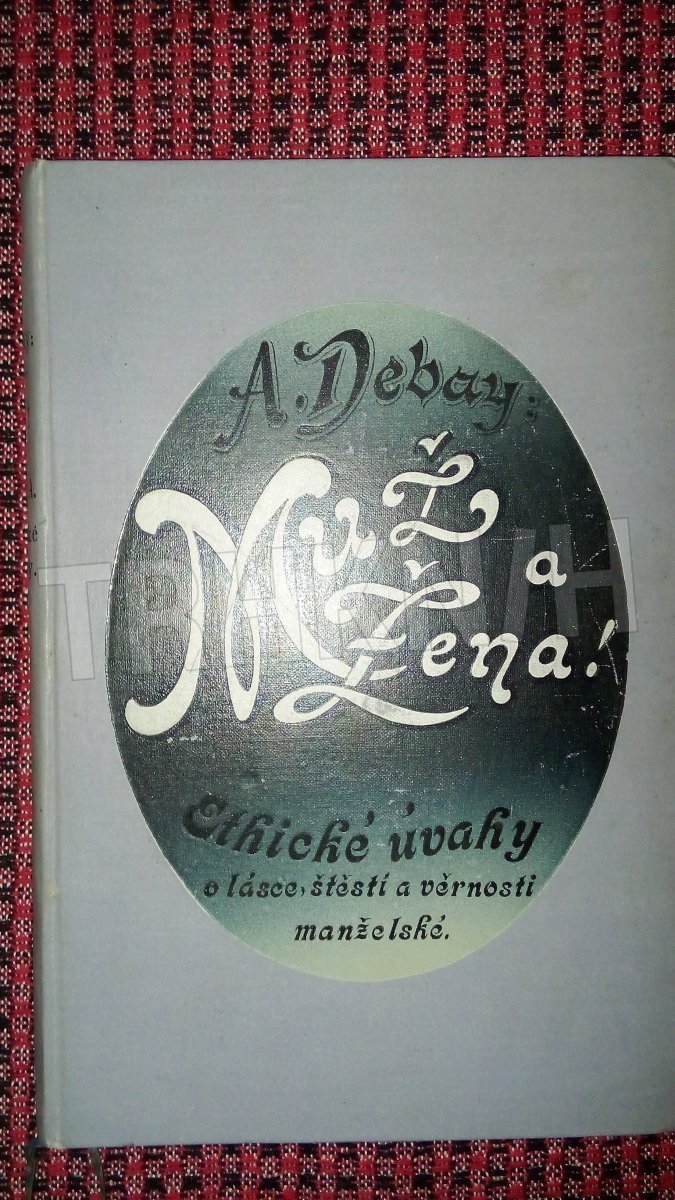 A. Debay:
Muž
a
Žena!
Ethické úvahy
o lásce, štěstí a věrnosti
manželské.